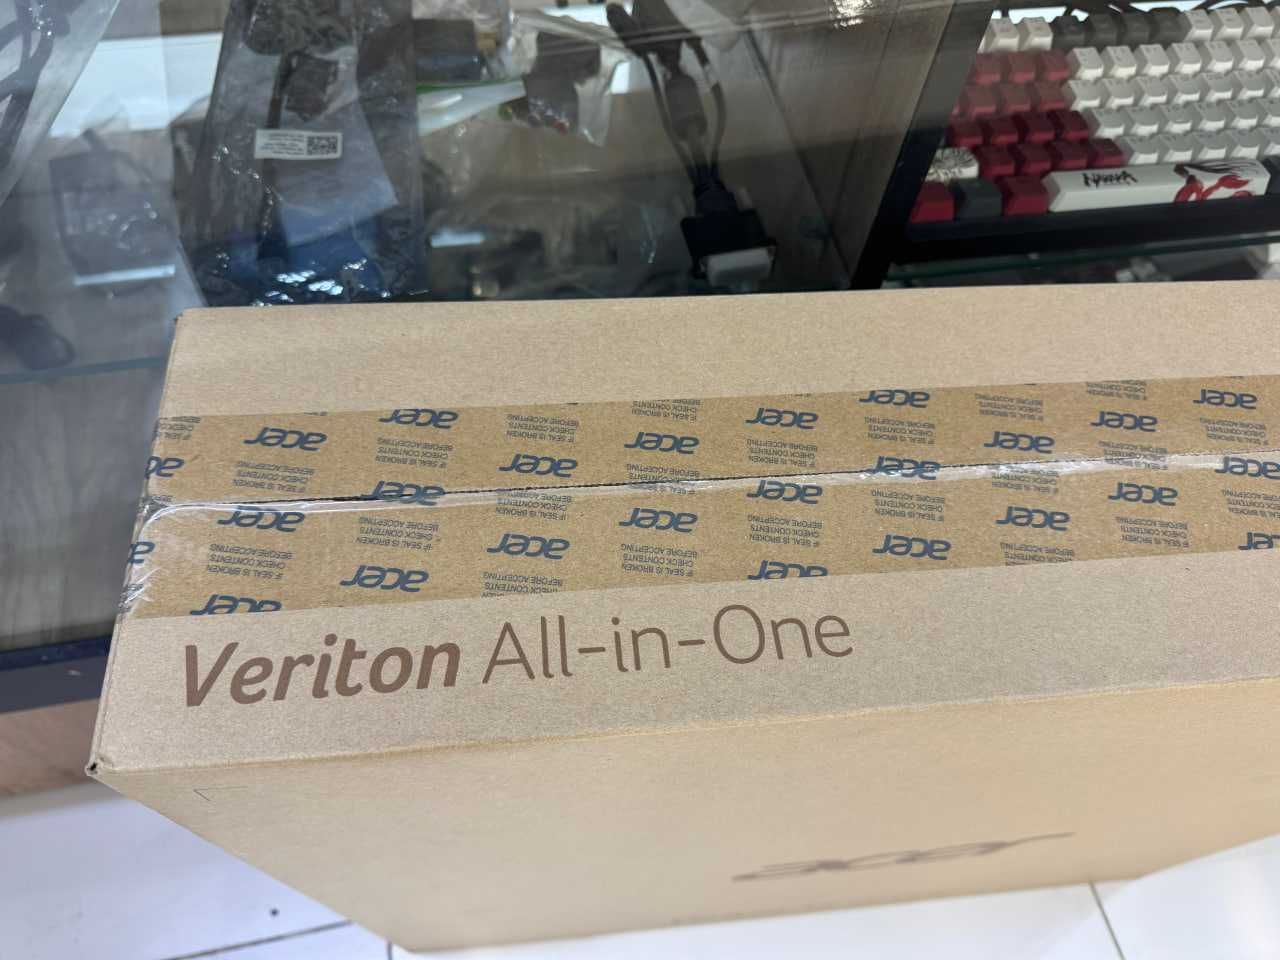 acer
IF SEAL IS BROKEN
CHECK CONTENTS
BEFORE ACCEPTING
Veriton All-in-One
acer